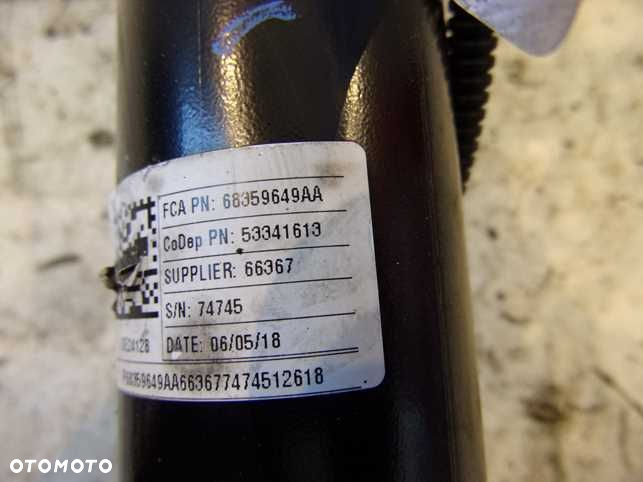 FCA PN: 68359649AA
CoDep PN: 53341613
SUPPLIER: 66367
S/N: 74745
DATE: 06/05/18
P68359649AA663677474512618
OTOMOTO